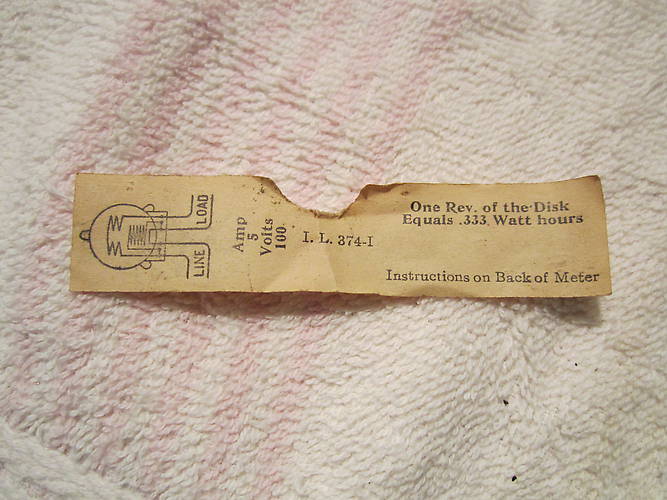 LOAD
LINE
Amp
5
Volts
100
I. L. 374-I
One Rev. of the Disk
Equals .333 Watt hours
Instructions on Back of Meter